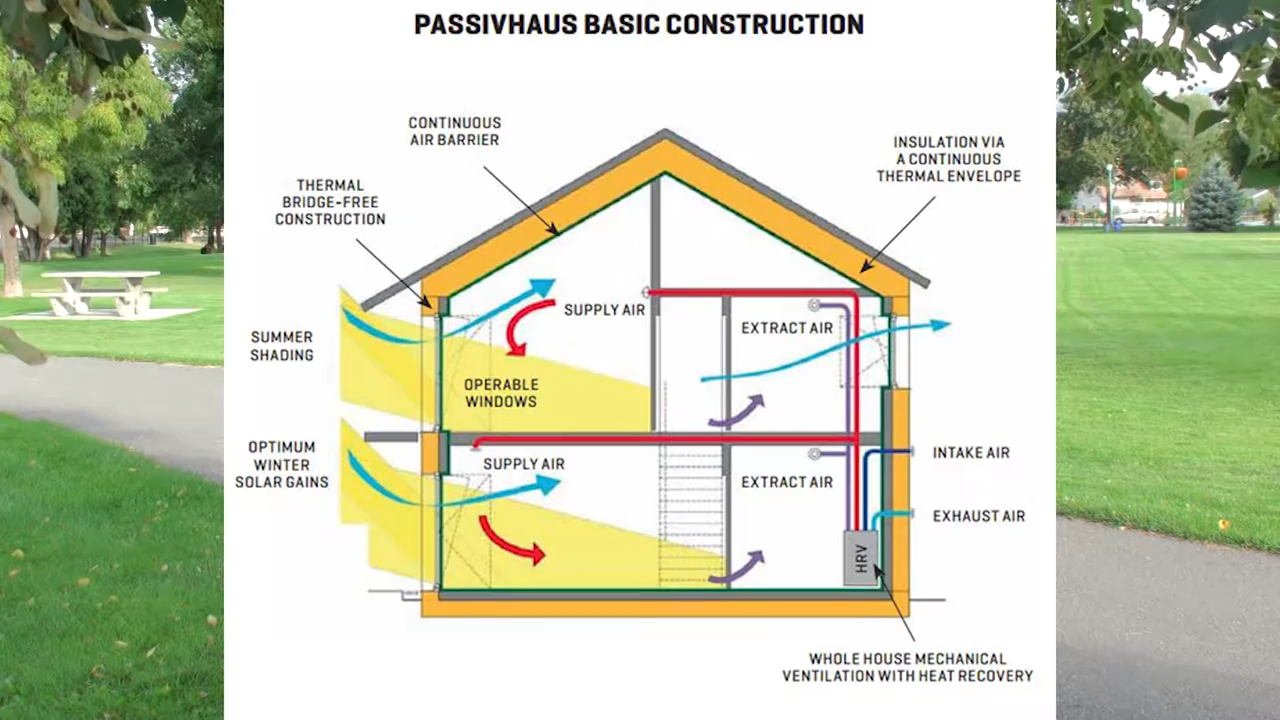 PASSIVHAUS BASIC CONSTRUCTION
CONTINUOUS
AIR BARRIER
INSULATION VIA
A CONTINUOUS
THERMAL ENVELOPE
THERMAL
BRIDGE-FREE
CONSTRUCTION
SUPPLY AIR
EXTRACT AIR
SUMMER
SHADING
OPERABLE
WINDOWS
OPTIMUM
WINTER
SOLAR GAINS
SUPPLY AIR
EXTRACT AIR
INTAKE AIR
EXHAUST AIR
HRV
WHOLE HOUSE MECHANICAL
VENTILATION WITH HEAT RECOVERY